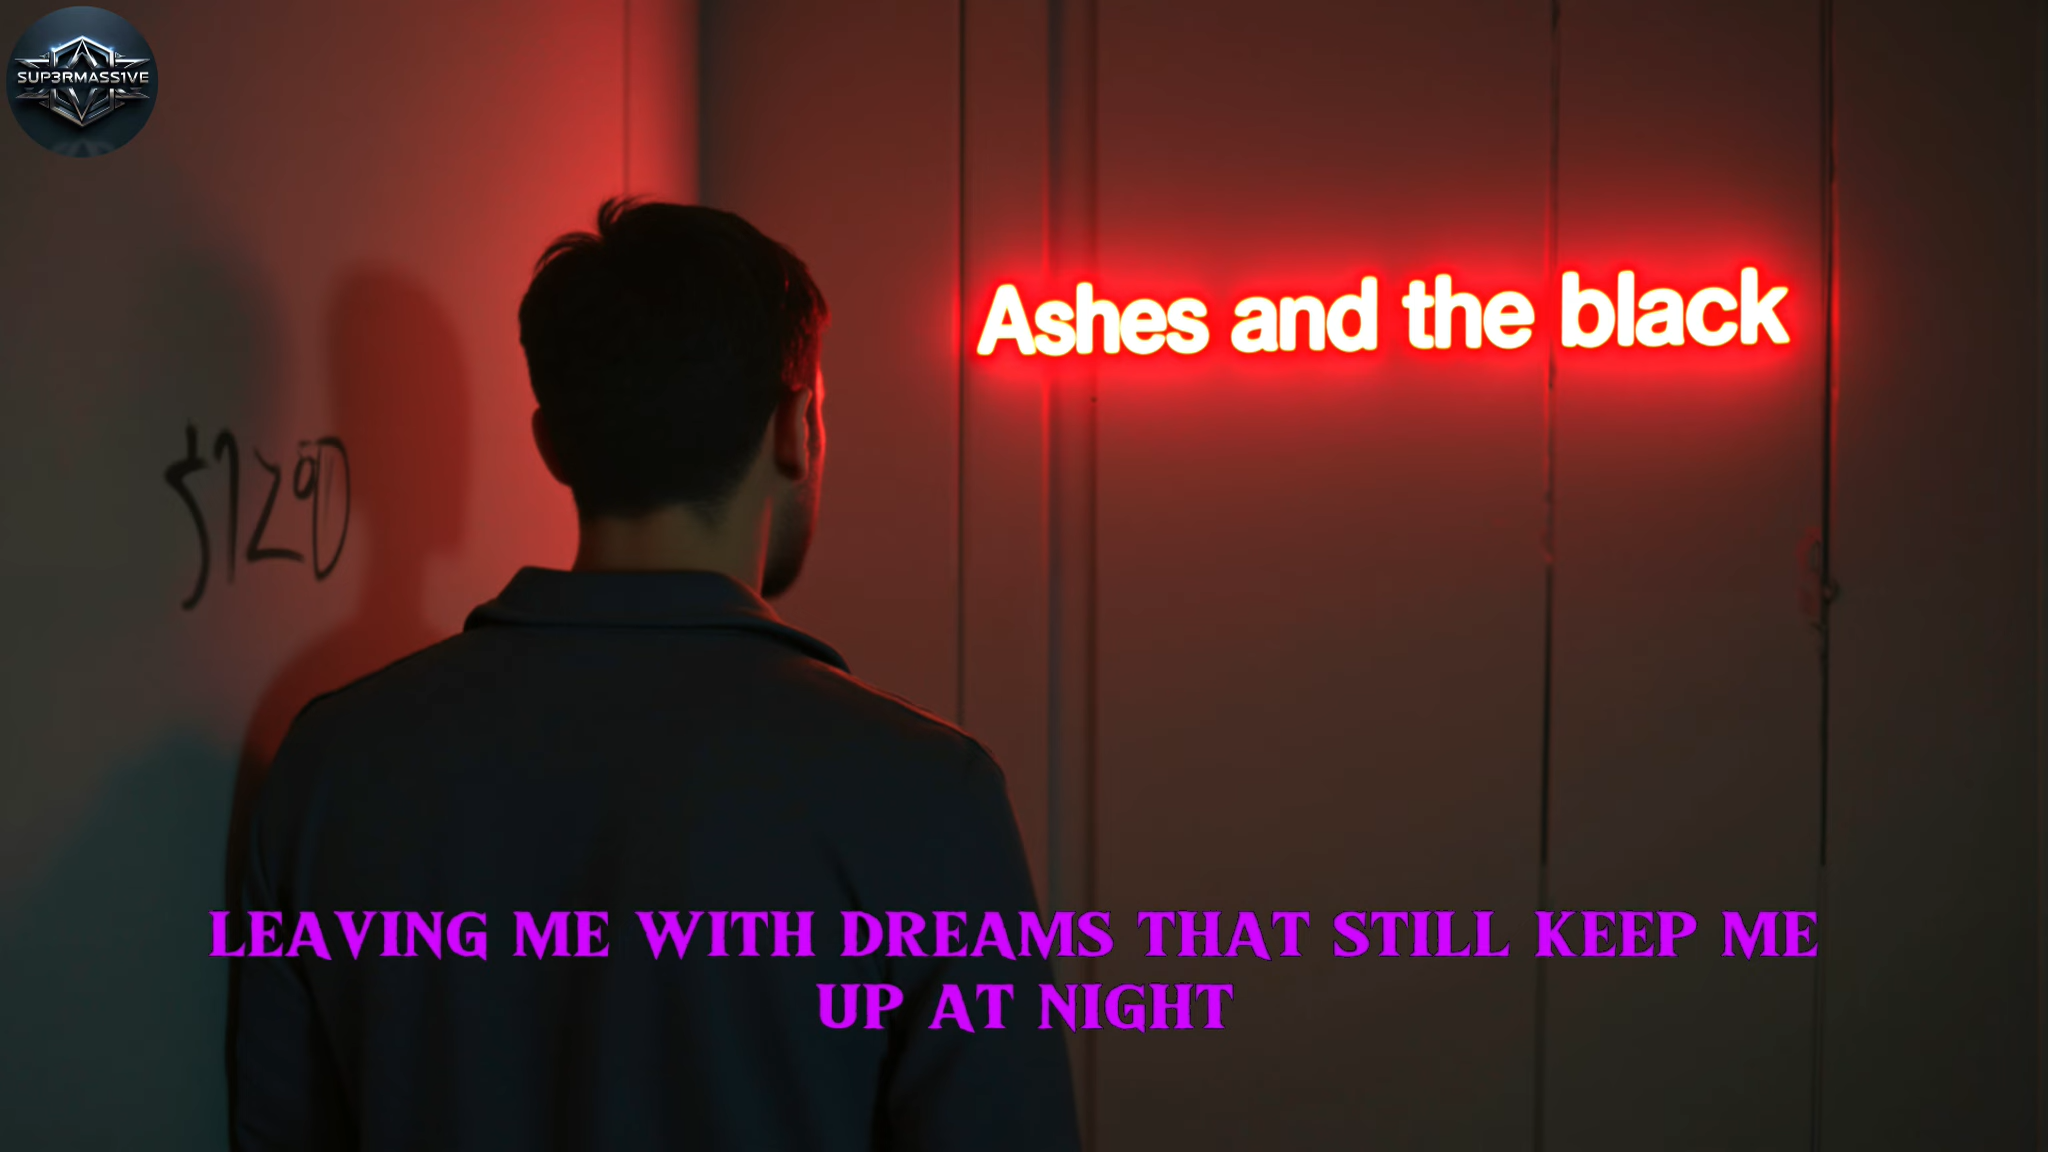 SUP3RMASS1VE
Ashes and the black
LEAVING ME WITH DREAMS THAT STILL KEEP ME
UP AT NIGHT